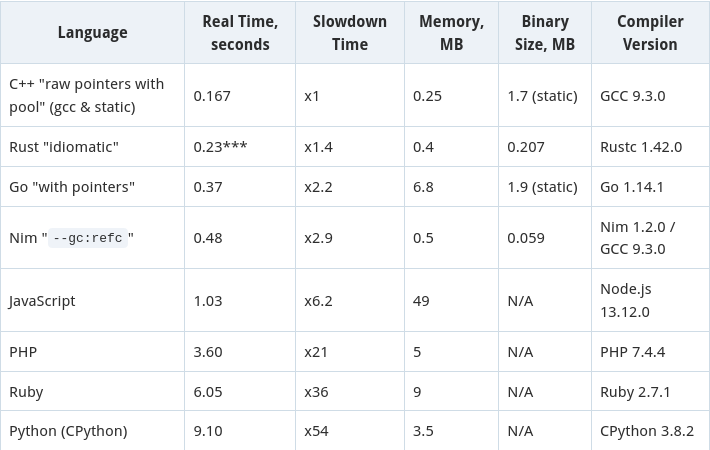 Language Real Time, seconds Slowdown Time Memory, MB Binary Size, MB Compiler Version
C++ "raw pointers with pool" (gcc & static) 0.167 x1 0.25 1.7 (static) GCC 9.3.0
Rust "idiomatic" 0.23*** x1.4 0.4 0.207 Rustc 1.42.0
Go "with pointers" 0.37 x2.2 6.8 1.9 (static) Go 1.14.1
Nim "--gc:refc" 0.48 x2.9 0.5 0.059 Nim 1.2.0 / GCC 9.3.0
JavaScript 1.03 x6.2 49 N/A Node.js 13.12.0
PHP 3.60 x21 5 N/A PHP 7.4.4
Ruby 6.05 x36 9 N/A Ruby 2.7.1
Python (CPython) 9.10 x54 3.5 N/A CPython 3.8.2